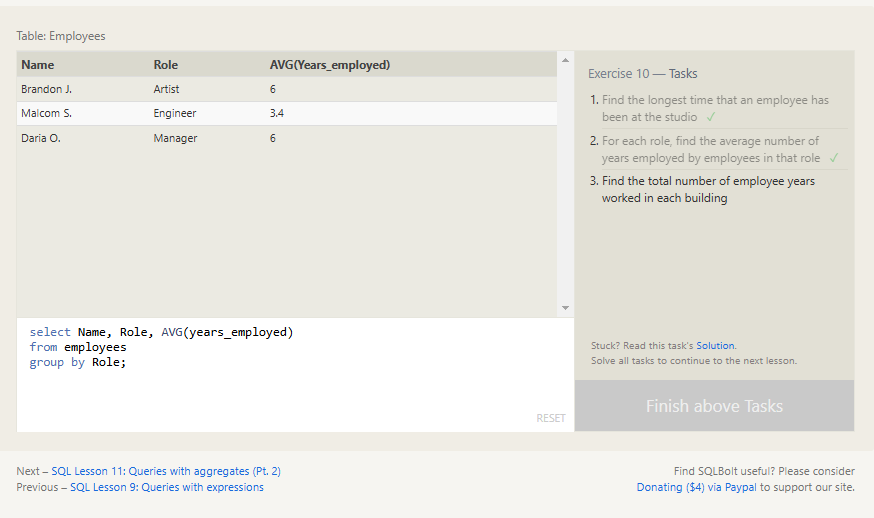 Table: Employees
Name Role AVG(Years_employed)
Brandon J. Artist 6
Malcom S. Engineer 3.4
Daria O. Manager 6
select Name, Role, AVG(years_employed)
from employees
group by Role;
RESET
Exercise 10 — Tasks
1. Find the longest time that an employee has
been at the studio ✓
2. For each role, find the average number of
years employed by employees in that role ✓
3. Find the total number of employee years
worked in each building
Stuck? Read this task's Solution.
Solve all tasks to continue to the next lesson.
Finish above Tasks
Next – SQL Lesson 11: Queries with aggregates (Pt. 2)
Previous – SQL Lesson 9: Queries with expressions
Find SQLBolt useful? Please consider
Donating ($4) via Paypal to support our site.